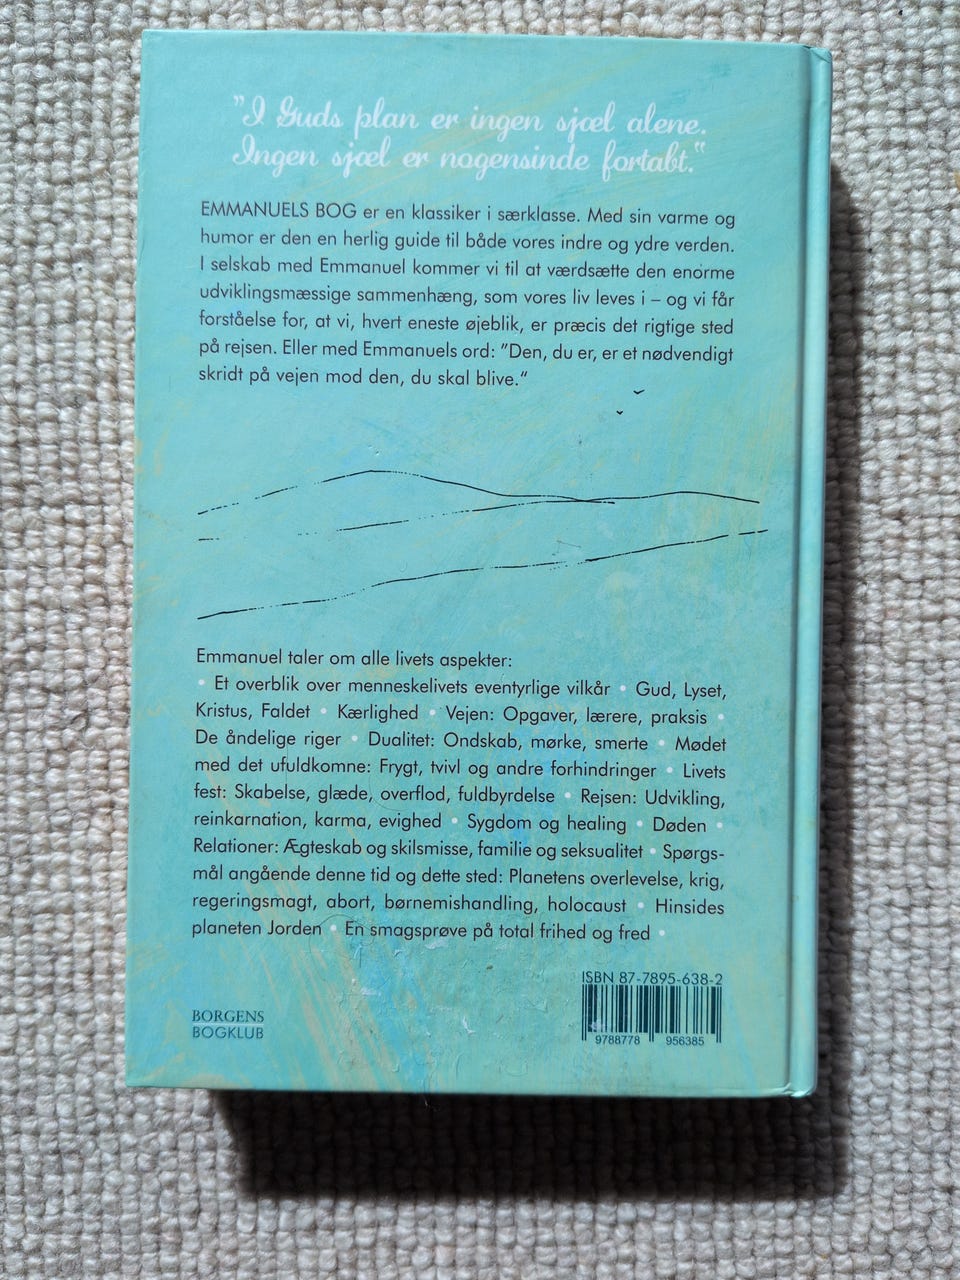 "I Guds plan er ingen sjæl alene.
Ingen sjæl er nogensinde fortabt."
EMMANUELS BOG er en klassiker i særklasse. Med sin varme og
humor er den en herlig guide til både vores indre og ydre verden.
I selskab med Emmanuel kommer vi til at værdsætte den enorme
udviklingsmæssige sammenhæng, som vores liv leves i – og vi får
forståelse for, at vi, hvert eneste øjeblik, er præcis det rigtige sted
på rejsen. Eller med Emmanuels ord: "Den, du er, er et nødvendigt
skridt på vejen mod den, du skal blive."
Emmanuel taler om alle livets aspekter:
• Et overblik over menneskelivets eventyrlige vilkår • Gud, Lyset,
Kristus, Faldet • Kærlighed • Vejen: Opgaver, lærere, praksis •
De åndelige riger • Dualitet: Ondskab, mørke, smerte • Mødet
med det ufuldkomne: Frygt, tvivl og andre forhindringer • Livets
fest: Skabelse, glæde, overflod, fuldbyrdelse • Rejsen: Udvikling,
reinkarnation, karma, evighed • Sygdom og healing • Døden •
Relationer: Ægteskab og skilsmisse, familie og seksualitet • Spørgs-
mål angående denne tid og dette sted: Planetens overlevelse, krig,
regeringsmagt, abort, børnemishandling, holocaust • Hinsides
planeten Jorden • En smagsprøve på total frihed og fred •
ISBN 87-7895-638-2
BORGENS
BOGKLUB
9788778 956385